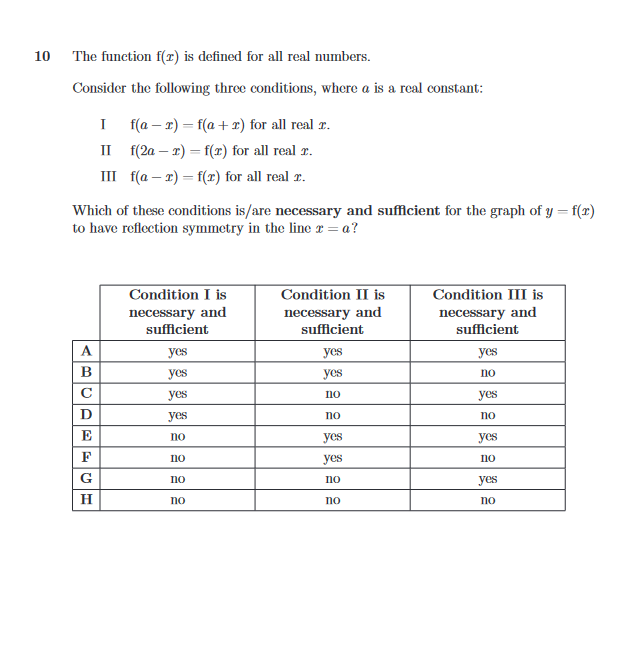 10 The function f(x) is defined for all real numbers.
Consider the following three conditions, where a is a real constant:
I f(a − x) = f(a + x) for all real x.
II f(2a − x) = f(x) for all real x.
III f(a − x) = f(x) for all real x.
Which of these conditions is/are necessary and sufficient for the graph of y = f(x)
to have reflection symmetry in the line x = a?
Condition I is necessary and sufficient Condition II is necessary and sufficient Condition III is necessary and sufficient
A yes yes yes
B yes yes no
C yes no yes
D yes no no
E no yes yes
F no yes no
G no no yes
H no no no